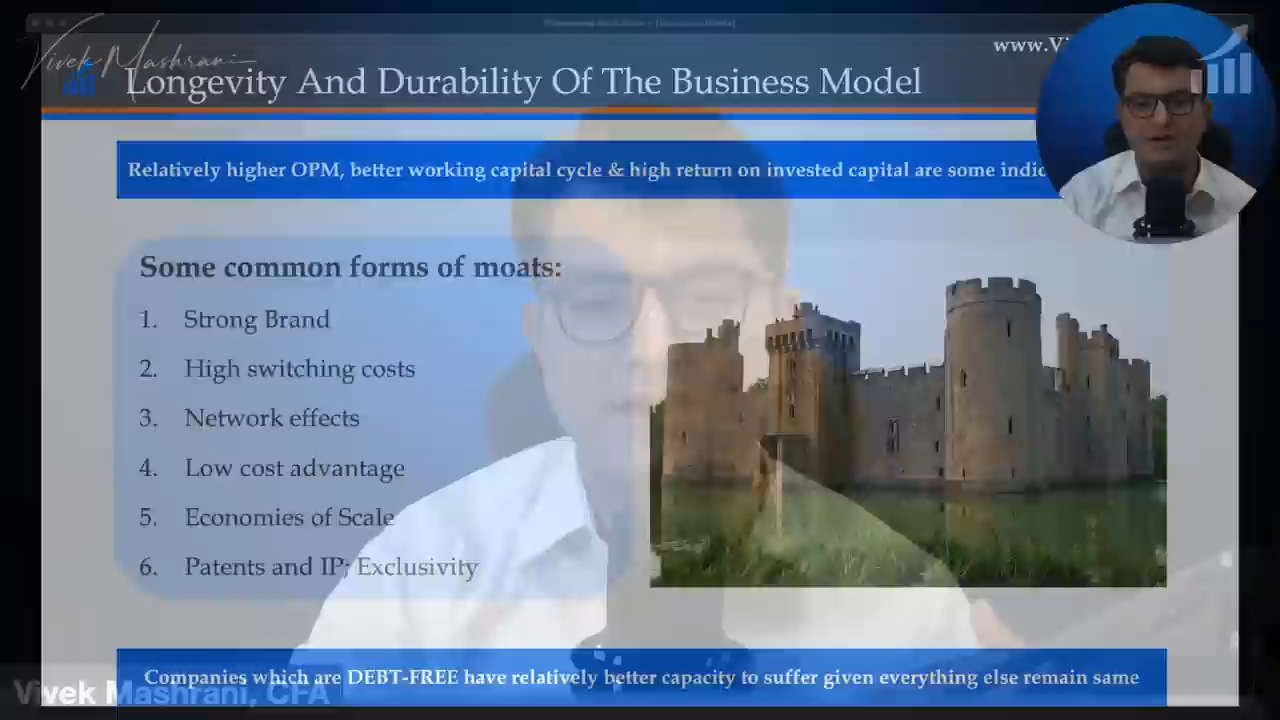 Vivek Mashrani
www.Vi
Longevity And Durability Of The Business Model
Relatively higher OPM, better working capital cycle & high return on invested capital are some indic
Some common forms of moats:
1. Strong Brand
2. High switching costs
3. Network effects
4. Low cost advantage
5. Economies of Scale
6. Patents and IP; Exclusivity
Companies which are DEBT-FREE have relatively better capacity to suffer given everything else remain same
Vivek Mashrani, CFA